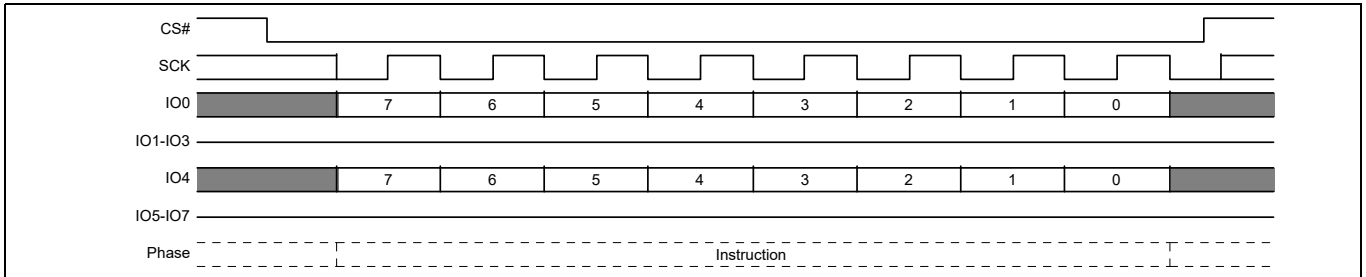 CS#
SCK
IO0 7 6 5 4 3 2 1 0
IO1-IO3
IO4 7 6 5 4 3 2 1 0
IO5-IO7
Phase Instruction